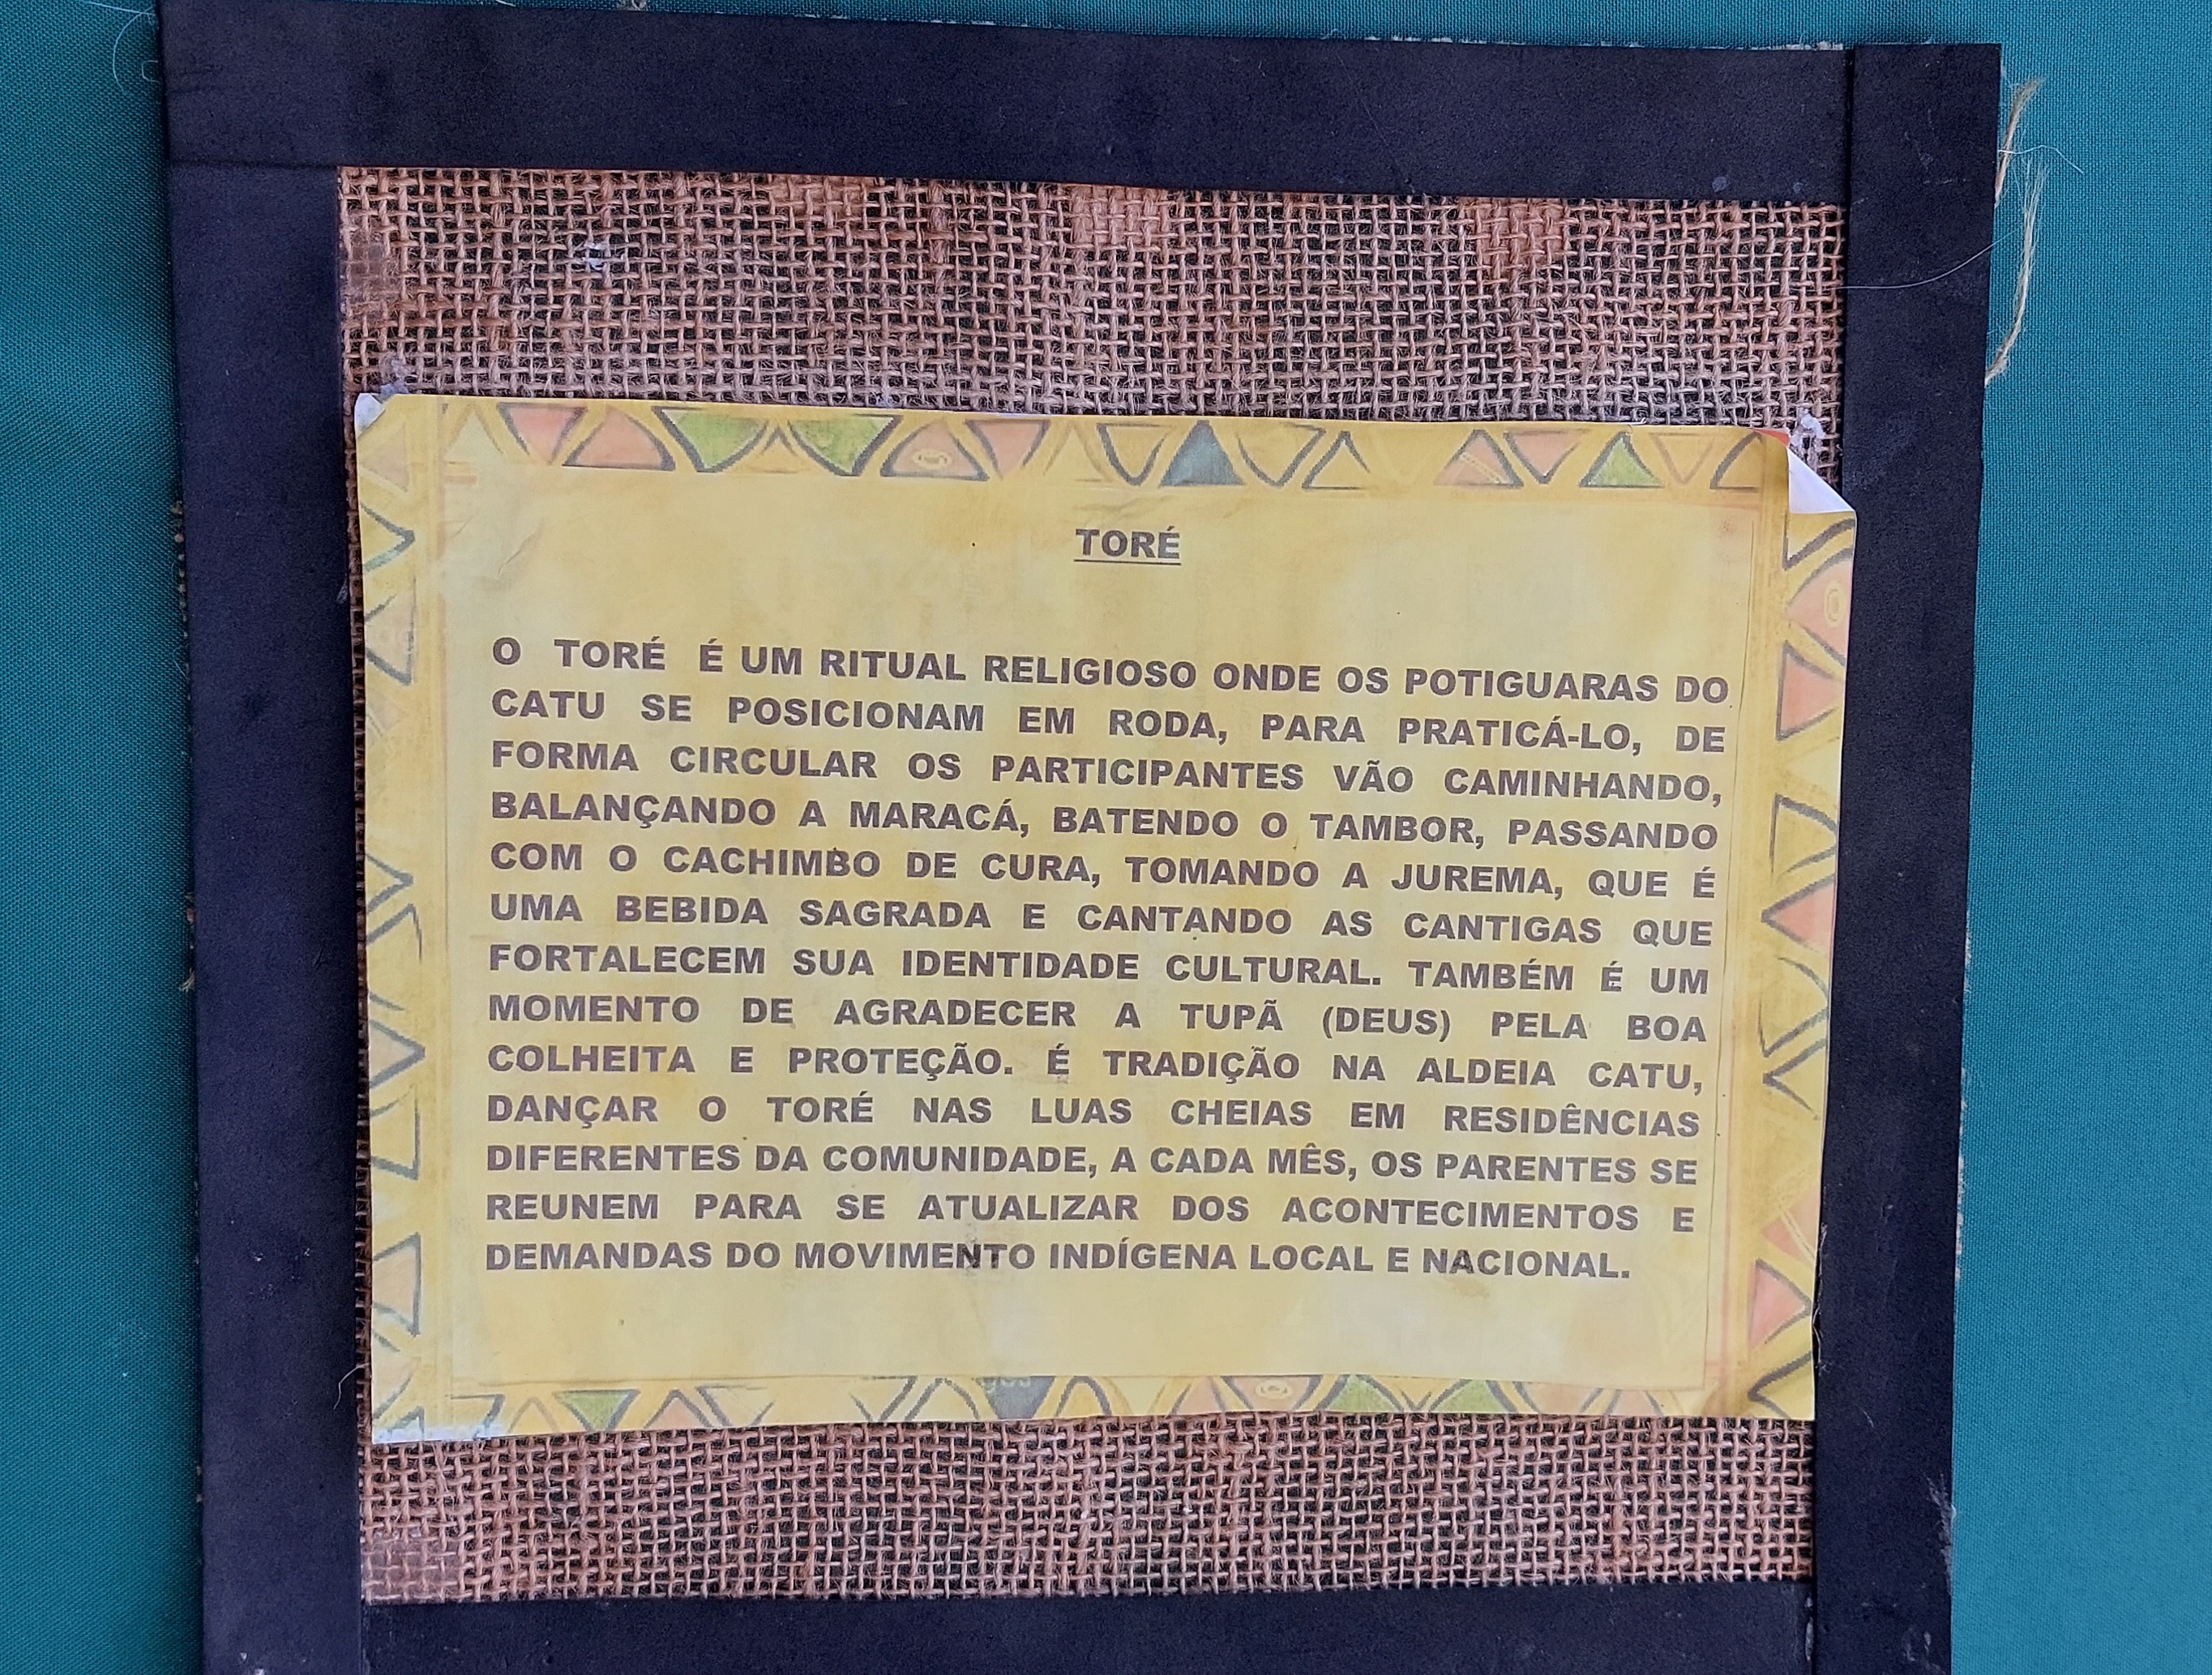 TORÉ
O TORÉ É UM RITUAL RELIGIOSO ONDE OS POTIGUARAS DO
CATU SE POSICIONAM EM RODA, PARA PRATICÁ-LO, DE
FORMA CIRCULAR OS PARTICIPANTES VÃO CAMINHANDO,
BALANÇANDO A MARACÁ, BATENDO O TAMBOR, PASSANDO
COM O CACHIMBO DE CURA, TOMANDO A JUREMA, QUE É
UMA BEBIDA SAGRADA E CANTANDO AS CANTIGAS QUE
FORTALECEM SUA IDENTIDADE CULTURAL. TAMBÉM É UM
MOMENTO DE AGRADECER A TUPÃ (DEUS) PELA BOA
COLHEITA E PROTEÇÃO. É TRADIÇÃO NA ALDEIA CATU,
DANÇAR O TORÉ NAS LUAS CHEIAS EM RESIDÊNCIAS
DIFERENTES DA COMUNIDADE, A CADA MÊS, OS PARENTES SE
REUNEM PARA SE ATUALIZAR DOS ACONTECIMENTOS E
DEMANDAS DO MOVIMENTO INDÍGENA LOCAL E NACIONAL.